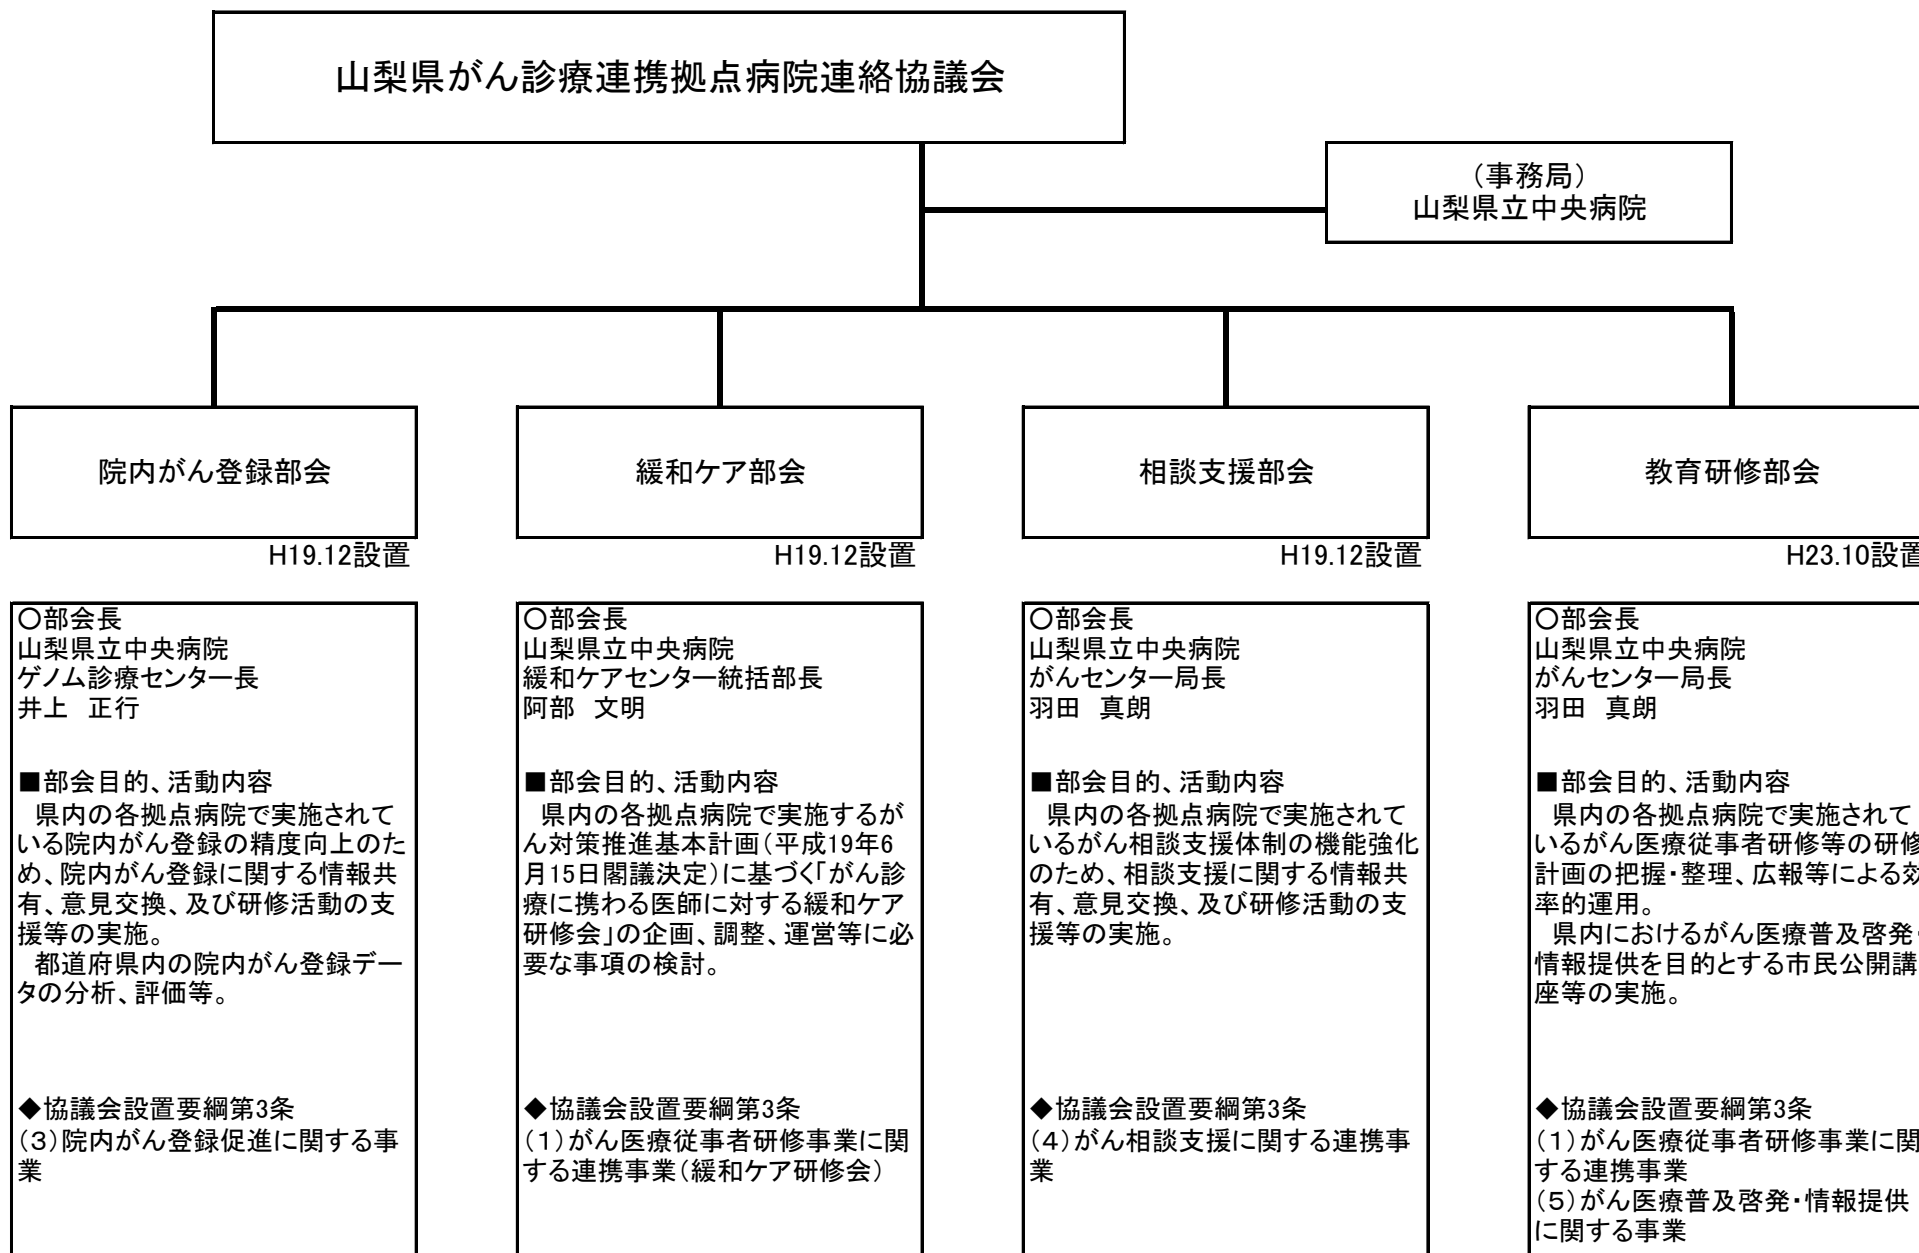 山梨県がん診療連携拠点病院連絡協議会
（事務局）
山梨県立中央病院
院内がん登録部会
H19.12設置
緩和ケア部会
H19.12設置
相談支援部会
H19.12設置
教育研修部会
H23.10設置
〇部会長
山梨県立中央病院
ゲノム診療センター長
井上　正行
■部会目的、活動内容
　県内の各拠点病院で実施されて
いる院内がん登録の精度向上のた
め、院内がん登録に関する情報共
有、意見交換、及び研修活動の支
援等の実施。
　都道府県内の院内がん登録デー
タの分析、評価等。
◆協議会設置要綱第3条
（３）院内がん登録促進に関する事
業
〇部会長
山梨県立中央病院
緩和ケアセンター統括部長
阿部　文明
■部会目的、活動内容
　県内の各拠点病院で実施するが
ん対策推進基本計画（平成19年6
月15日閣議決定）に基づく「がん診
療に携わる医師に対する緩和ケア
研修会」の企画、調整、運営等に必
要な事項の検討。
◆協議会設置要綱第3条
（１）がん医療従事者研修事業に関
する連携事業（緩和ケア研修会）
〇部会長
山梨県立中央病院
がんセンター局長
羽田　真朗
■部会目的、活動内容
　県内の各拠点病院で実施されて
いるがん相談支援体制の機能強化
のため、相談支援に関する情報共
有、意見交換、及び研修活動の支
援等の実施。
◆協議会設置要綱第3条
（４）がん相談支援に関する連携事
業
〇部会長
山梨県立中央病院
がんセンター局長
羽田　真朗
■部会目的、活動内容
　県内の各拠点病院で実施されて
いるがん医療従事者研修等の研修
計画の把握・整理、広報等による効
率的運用。
　県内におけるがん医療普及啓発・
情報提供を目的とする市民公開講
座等の実施。
◆協議会設置要綱第3条
（１）がん医療従事者研修事業に関
する連携事業
（５）がん医療普及啓発・情報提供
に関する事業